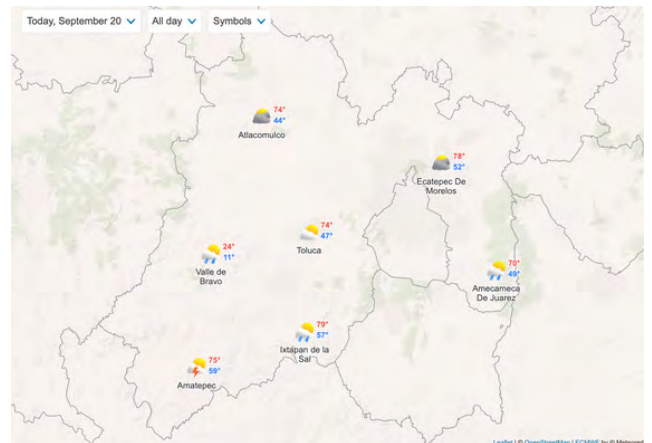 Today, September 20
All day
Symbols
74°
44°
Atlacomulco
78°
52°
Ecatepec De
Morelos
74°
47°
Toluca
24°
11°
Valle de
Bravo
70°
49°
Amecameca
De Juarez
79°
57°
Ixtapan de la
Sal
75°
59°
Amatepec
Leaflet | © OpenStreetMap | ECMWF by © Meteored